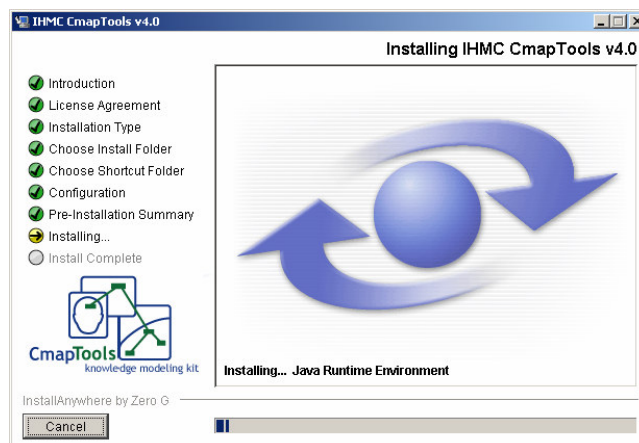 IHMC CmapTools v4.0
Installing IHMC CmapTools v4.0
Introduction
License Agreement
Installation Type
Choose Install Folder
Choose Shortcut Folder
Configuration
Pre-Installation Summary
Installing...
Install Complete
CmapTools
knowledge modeling kit
Installing... Java Runtime Environment
InstallAnywhere by Zero G
Cancel